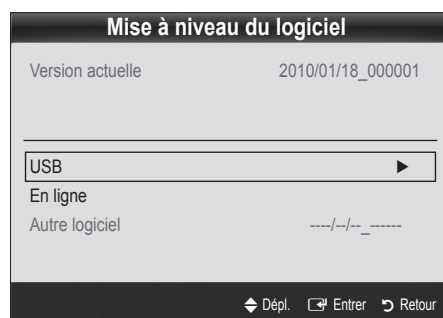 Mise à niveau du logiciel
Version actuelle 2010/01/18_000001
USB ►
En ligne
Autre logiciel ----/--/--_------
Dépl. Entrer Retour